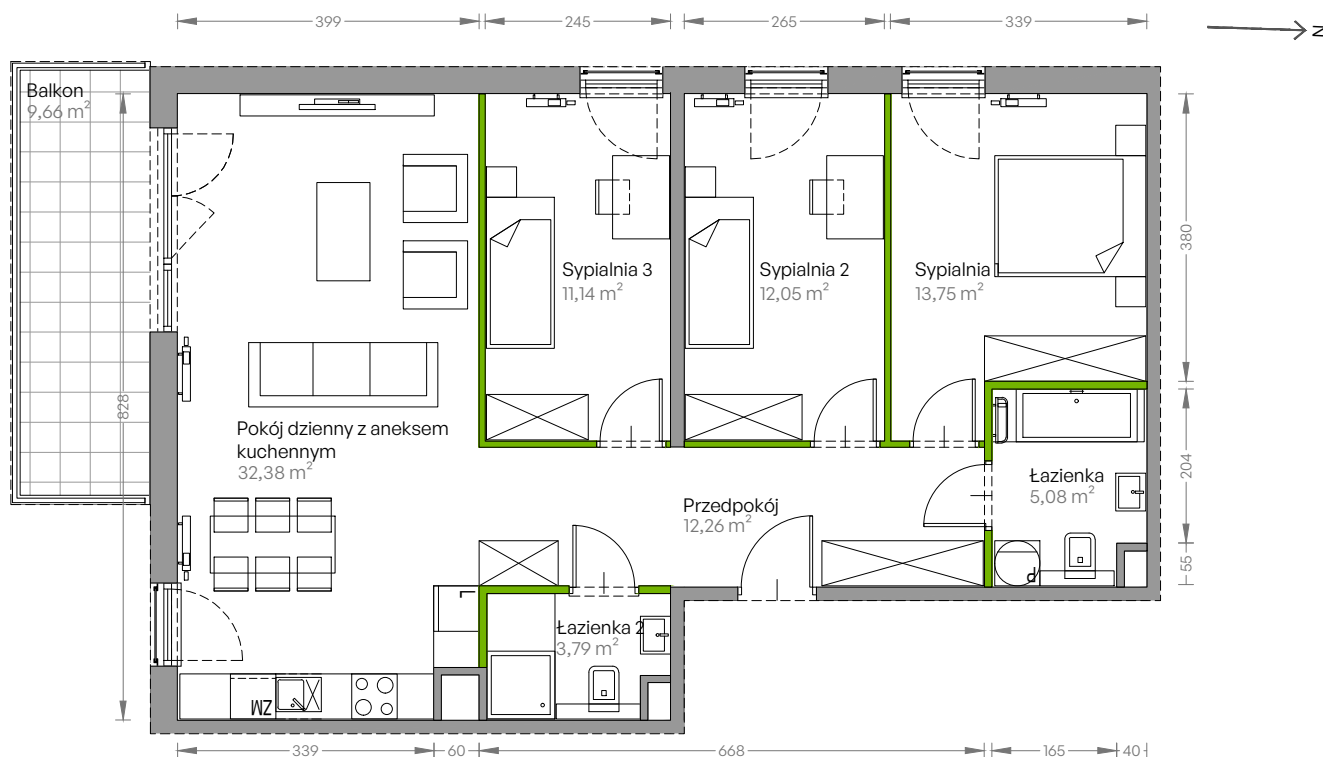 399
245
265
339
N
Balkon
9,66 m²
Sypialnia 3
11,14 m²
Sypialnia 2
12,05 m²
Sypialnia
13,75 m²
380
828
Pokój dzienny z aneksem
kuchennym
32,38 m²
Przedpokój
12,26 m²
Łazienka
5,08 m²
204
55
P
L
Łazienka 2
3,79 m²
ZM
339
60
668
165
40